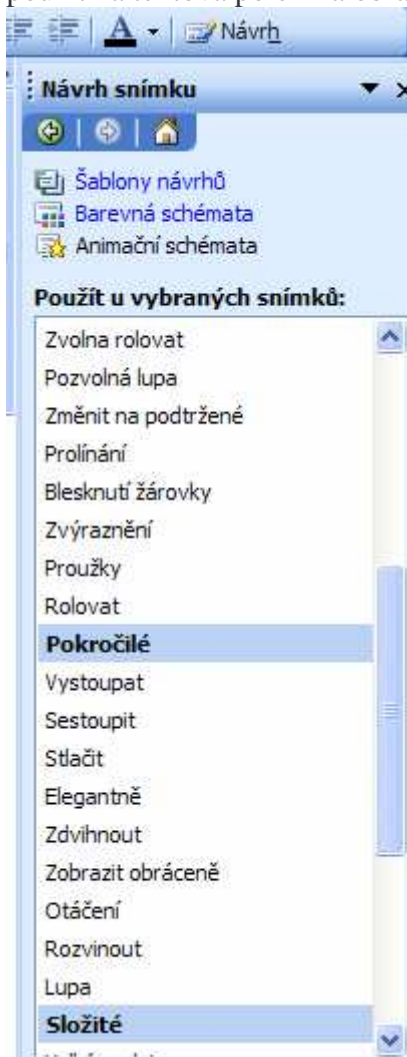 Návrh
Návrh snímku
Šablony návrhů
Barevná schémata
Animační schémata
Použít u vybraných snímků:
Zvolna rolovat
Pozvolná lupa
Změnit na podtržené
Prolínání
Blesknutí žárovky
Zvýraznění
Proužky
Rolovat
Pokročilé
Vystoupat
Sestoupit
Stlačit
Elegantně
Zdvihnout
Zobrazit obráceně
Otáčení
Rozvinout
Lupa
Složité